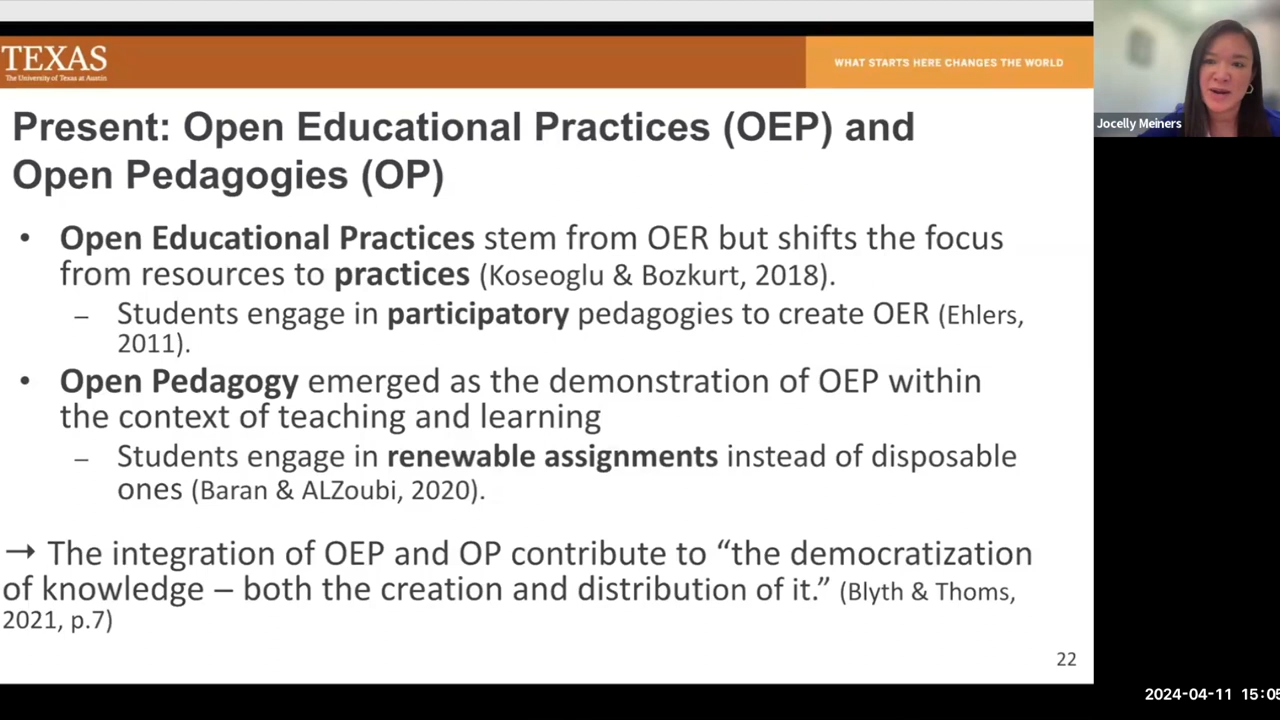 TEXAS
The University of Texas at Austin
WHAT STARTS HERE CHANGES THE WORLD
Jocelly Meiners
Present: Open Educational Practices (OEP) and
Open Pedagogies (OP)
• Open Educational Practices stem from OER but shifts the focus
from resources to practices (Koseoglu & Bozkurt, 2018).
– Students engage in participatory pedagogies to create OER (Ehlers,
2011).
• Open Pedagogy emerged as the demonstration of OEP within
the context of teaching and learning
– Students engage in renewable assignments instead of disposable
ones (Baran & ALZoubi, 2020).
→ The integration of OEP and OP contribute to “the democratization
of knowledge – both the creation and distribution of it.” (Blyth & Thoms,
2021, p.7)
22
2024-04-11 15:05